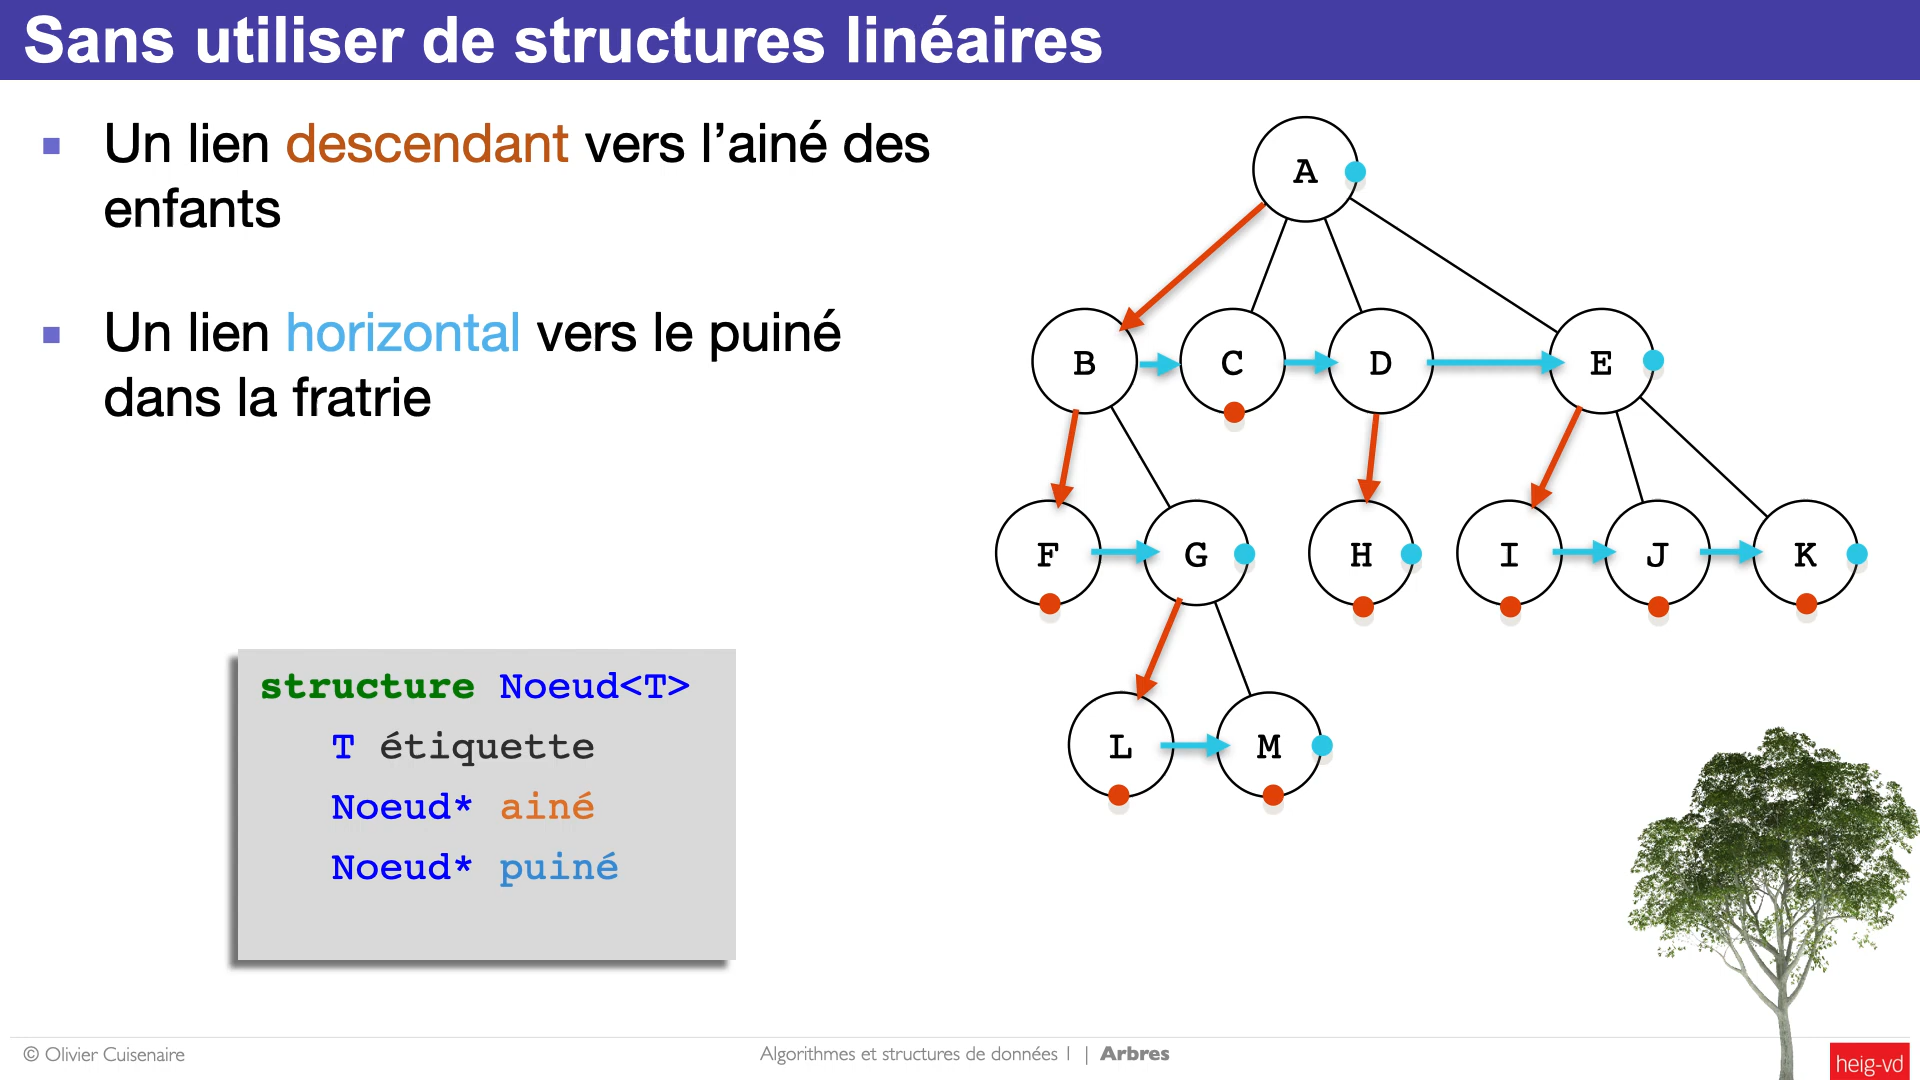 Sans utiliser de structures linéaires
▪ Un lien descendant vers l’ainé des
enfants
▪ Un lien horizontal vers le puiné
dans la fratrie
A
B C D E
F G H I J K
L M
structure Noeud<T>
T étiquette
Noeud* ainé
Noeud* puiné
© Olivier Cuisenaire
Algorithmes et structures de données 1 | Arbres
heig-vd